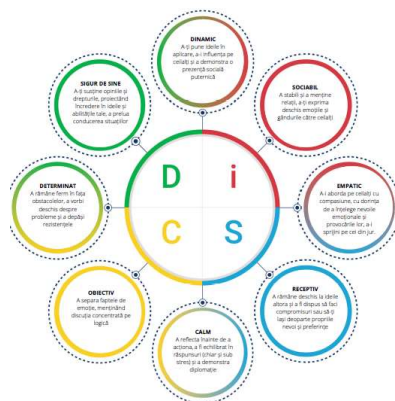 DINAMIC
A-ți pune ideile în
aplicare, a-i influența pe
ceilalți și a demonstra o
prezență socială
puternică
SIGUR DE SINE
A-ți susține opiniile și
drepturile, proiectând
încredere în ideile și
abilitățile tale, a prelua
conducerea situațiilor
SOCIABIL
A stabili și a menține
relații, a-ți exprima
deschis emoțiile și
gândurile către ceilalți
D
i
DETERMINAT
A rămâne ferm în fața
obstacolelor, a vorbi
deschis despre
probleme și a depăși
rezistențele
EMPATIC
A-i aborda pe ceilalți cu
compasiune, cu dorința
de a înțelege nevoile
emoționale și
provocările lor, a-i
sprijini pe cei din jur.
C
S
OBIECTIV
A separa faptele de
emoție, menținând
discuția concentrată pe
logică
RECEPTIV
A rămâne deschis la ideile
altora și a fi dispus să faci
compromisuri sau să-ți
lași deoparte propriile
nevoi și preferințe
CALM
A reflecta înainte de a
acționa, a fi echilibrat în
răspunsuri (chiar și sub
stres) și a demonstra
diplomație